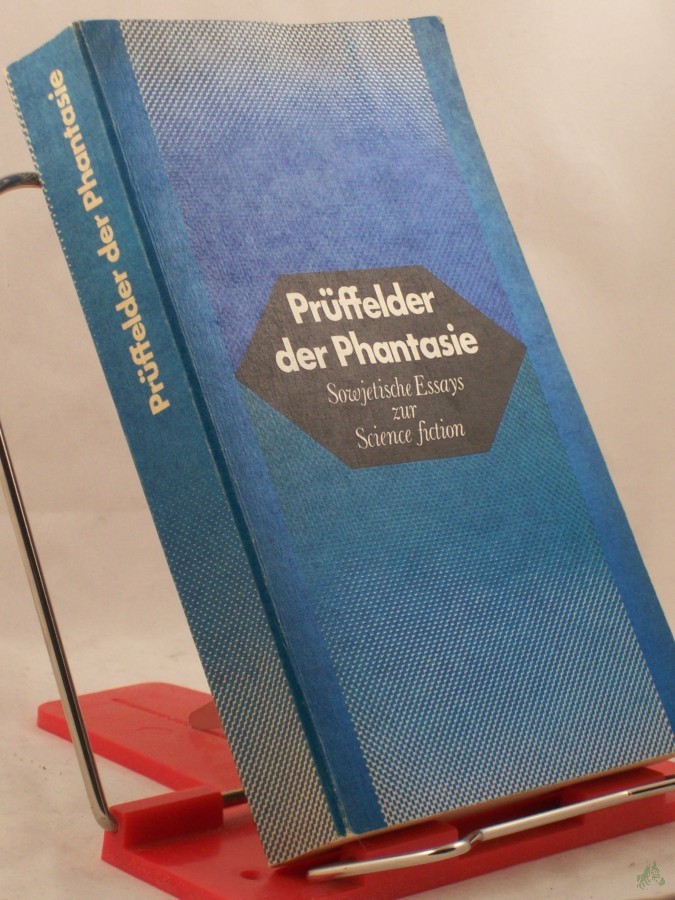 Prüffelder der Phantasie
Prüffelder
der Phantasie
Sowjetische Essays
zur
Science fiction